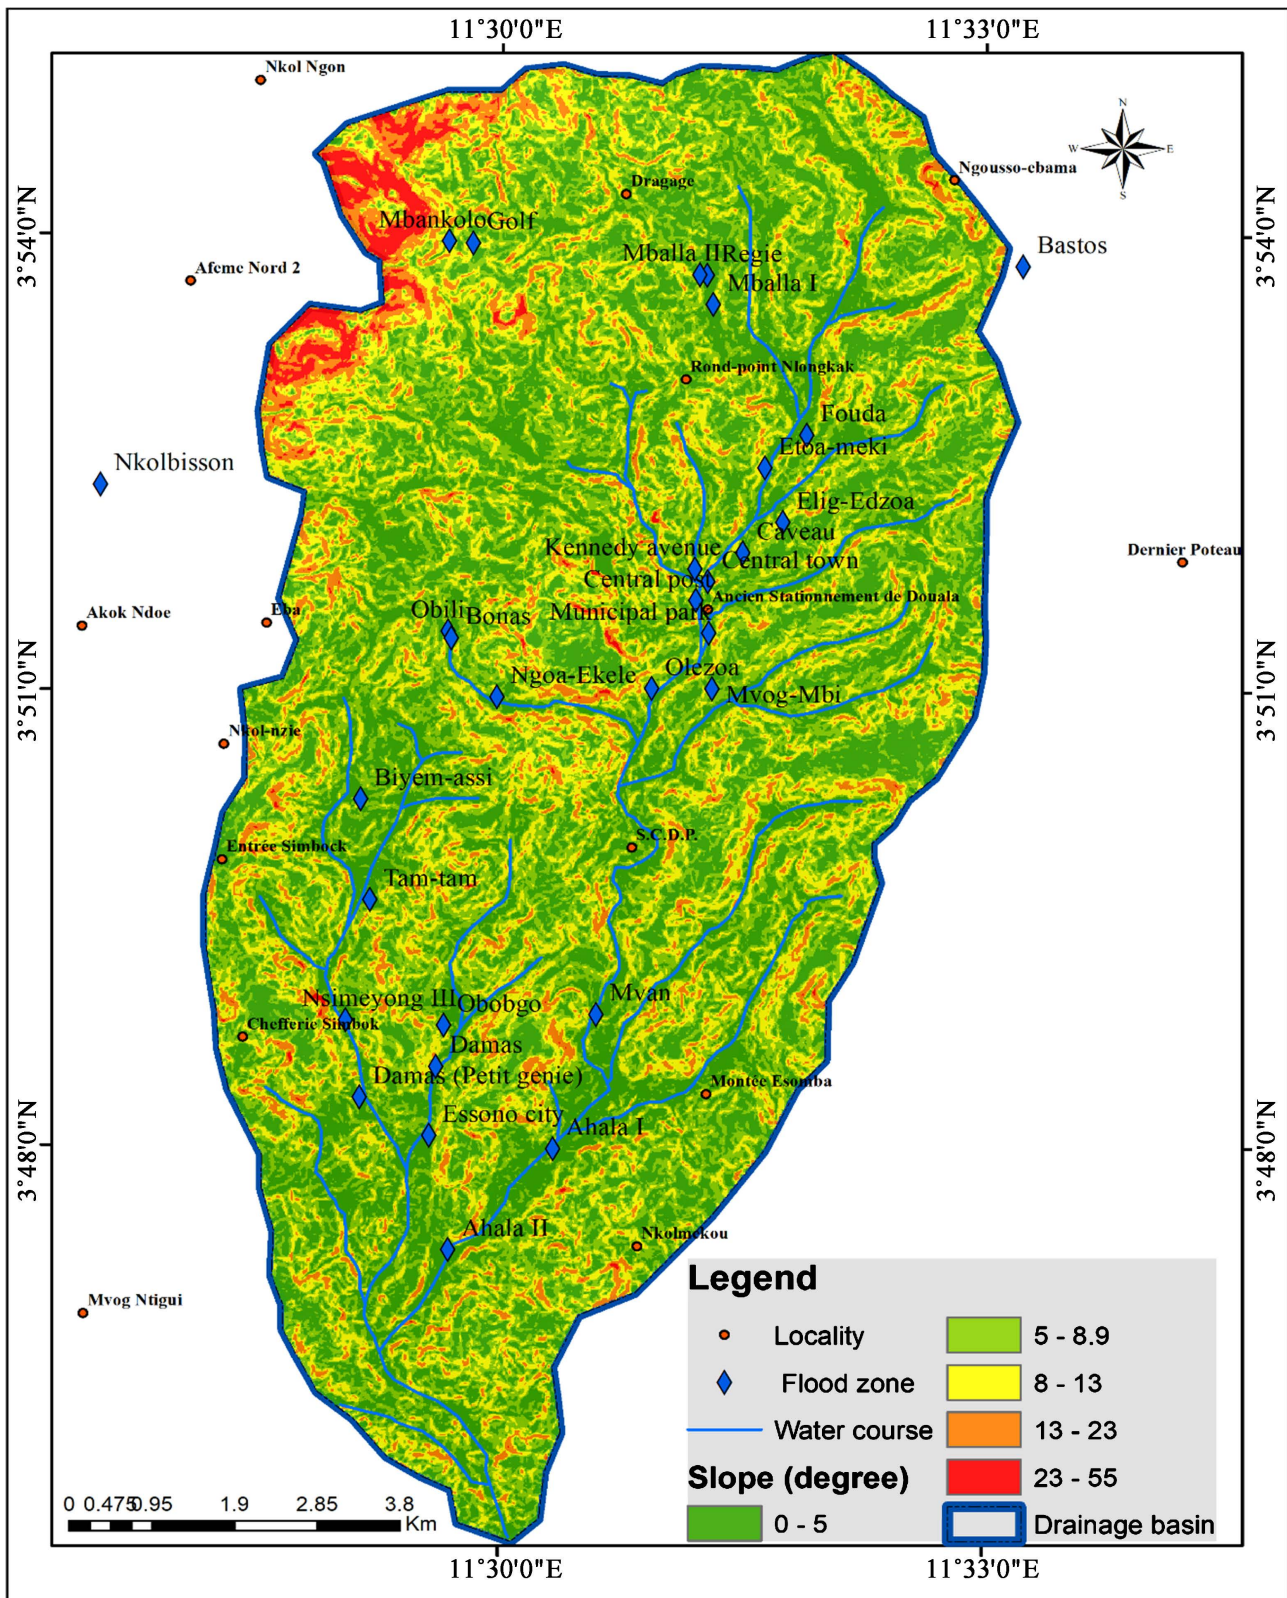 11°30'0"E
11°33'0"E
Nkol Ngon
N
W
E
S
Ngousso-ebama
Dragage
3°54'0"N
3°54'0"N
Mbankolo
Golf
Bastos
Mballa II
Regie
Afeme Nord 2
Mballa I
Rond-point Nlongkak
Fouda
Etoa-meki
Nkolbisson
Elig-Edzoa
Caveau
Kennedy avenue
Dernier Poteau
Central town
Central post
Ancien Stationnement de Douala
Akok Ndoe
Eba
Obili
Bonas
Municipal park
Olezoa
Ngoa-Ekele
Mvog-Mbi
3°51'0"N
3°51'0"N
Nkol-nzie
Biyem-assi
S.C.D.P.
Entrée Simbock
Tam-tam
Mvan
Nsimeyong III
Obobgo
Chefferie Simbok
Damas
Damas (Petit genie)
Montée Esomba
Essono city
Ahala I
3°48'0"N
3°48'0"N
Ahala II
Nkolmekou
Mvog Ntigui
Legend
Locality
5 - 8.9
Flood zone
8 - 13
Water course
13 - 23
Slope (degree)
23 - 55
0 - 5
Drainage basin
0 0.475 0.95 1.9 2.85 3.8
Km
11°30'0"E
11°33'0"E